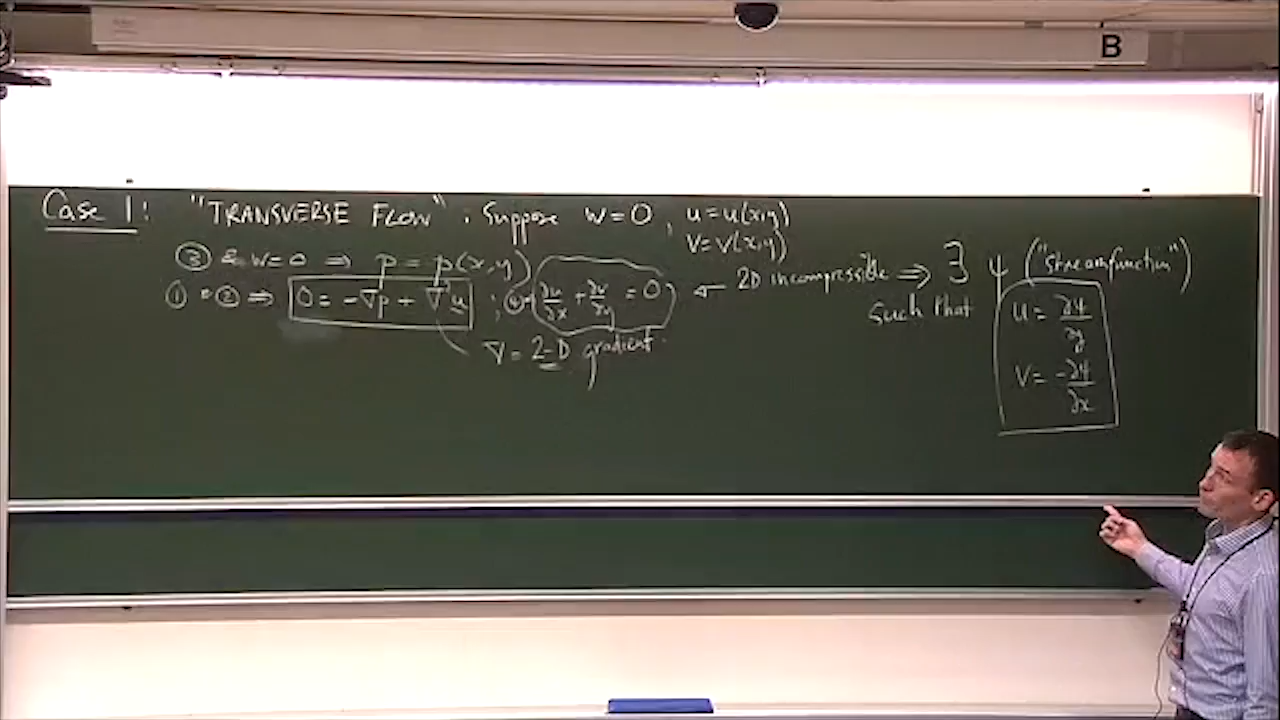 B
Case 1: "TRANSVERSE FLOW". Suppose w=0, u=u(x,y)
v=v(x,y)
③ & w=0 ⇒ p = p(x,y)
① & ② ⇒ 0 = -∇p + ∇²u ; ④ ⇒ ∂u/∂x + ∂v/∂y = 0 ← 2D incompressible ⇒ ∃ ψ ("streamfunction")
such that u = ∂ψ/∂y
v = -∂ψ/∂x
∇ = 2-D gradient.